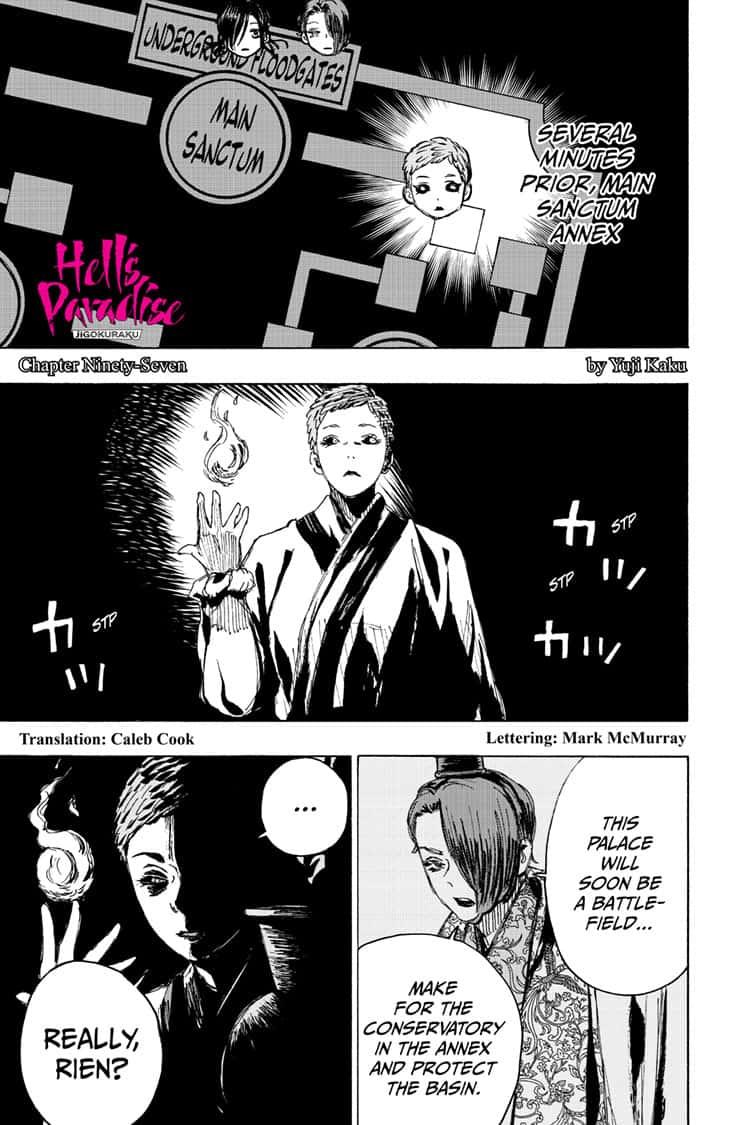 UNDERGROUND FLOODGATES
MAIN
SANCTUM
SEVERAL
MINUTES
PRIOR, MAIN
SANCTUM
ANNEX
Hell's
Paradise
JIGOKURAKU
Chapter Ninety-Seven
by Yuji Kaku
カッ
STP
STP
カッ
カッ
STP
Translation: Caleb Cook
Lettering: Mark McMurray
THIS
PALACE
WILL
SOON BE
A BATTLE-
FIELD...
MAKE
FOR THE
CONSERVATORY
IN THE ANNEX
AND PROTECT
THE BASIN.
...
REALLY,
RIEN?